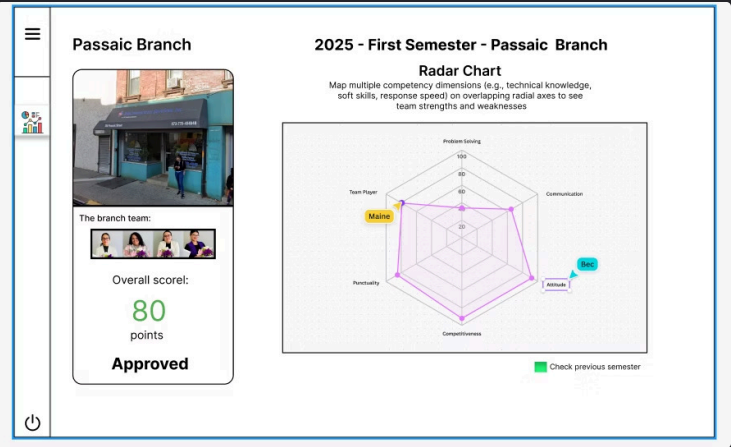 Passaic Branch
The branch team:
Overall scorel:
80
points
Approved
2025 - First Semester - Passaic Branch
Radar Chart
Map multiple competency dimensions (e.g., technical knowledge,
soft skills, response speed) on overlapping radial axes to see
team strengths and weaknesses
Problem Solving
100
80
60
20
Team Player
Communication
Maine
Bec
Attitude
Punctuality
Competitiveness
Check previous semester